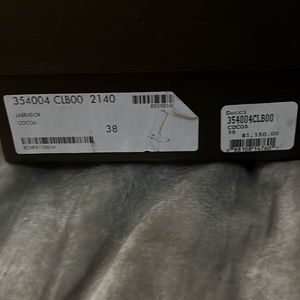 354004 CLB00 2140
LABRADOR
COCOA
38
Gucci
354004CLB00
COCOA
38
$1,150.00